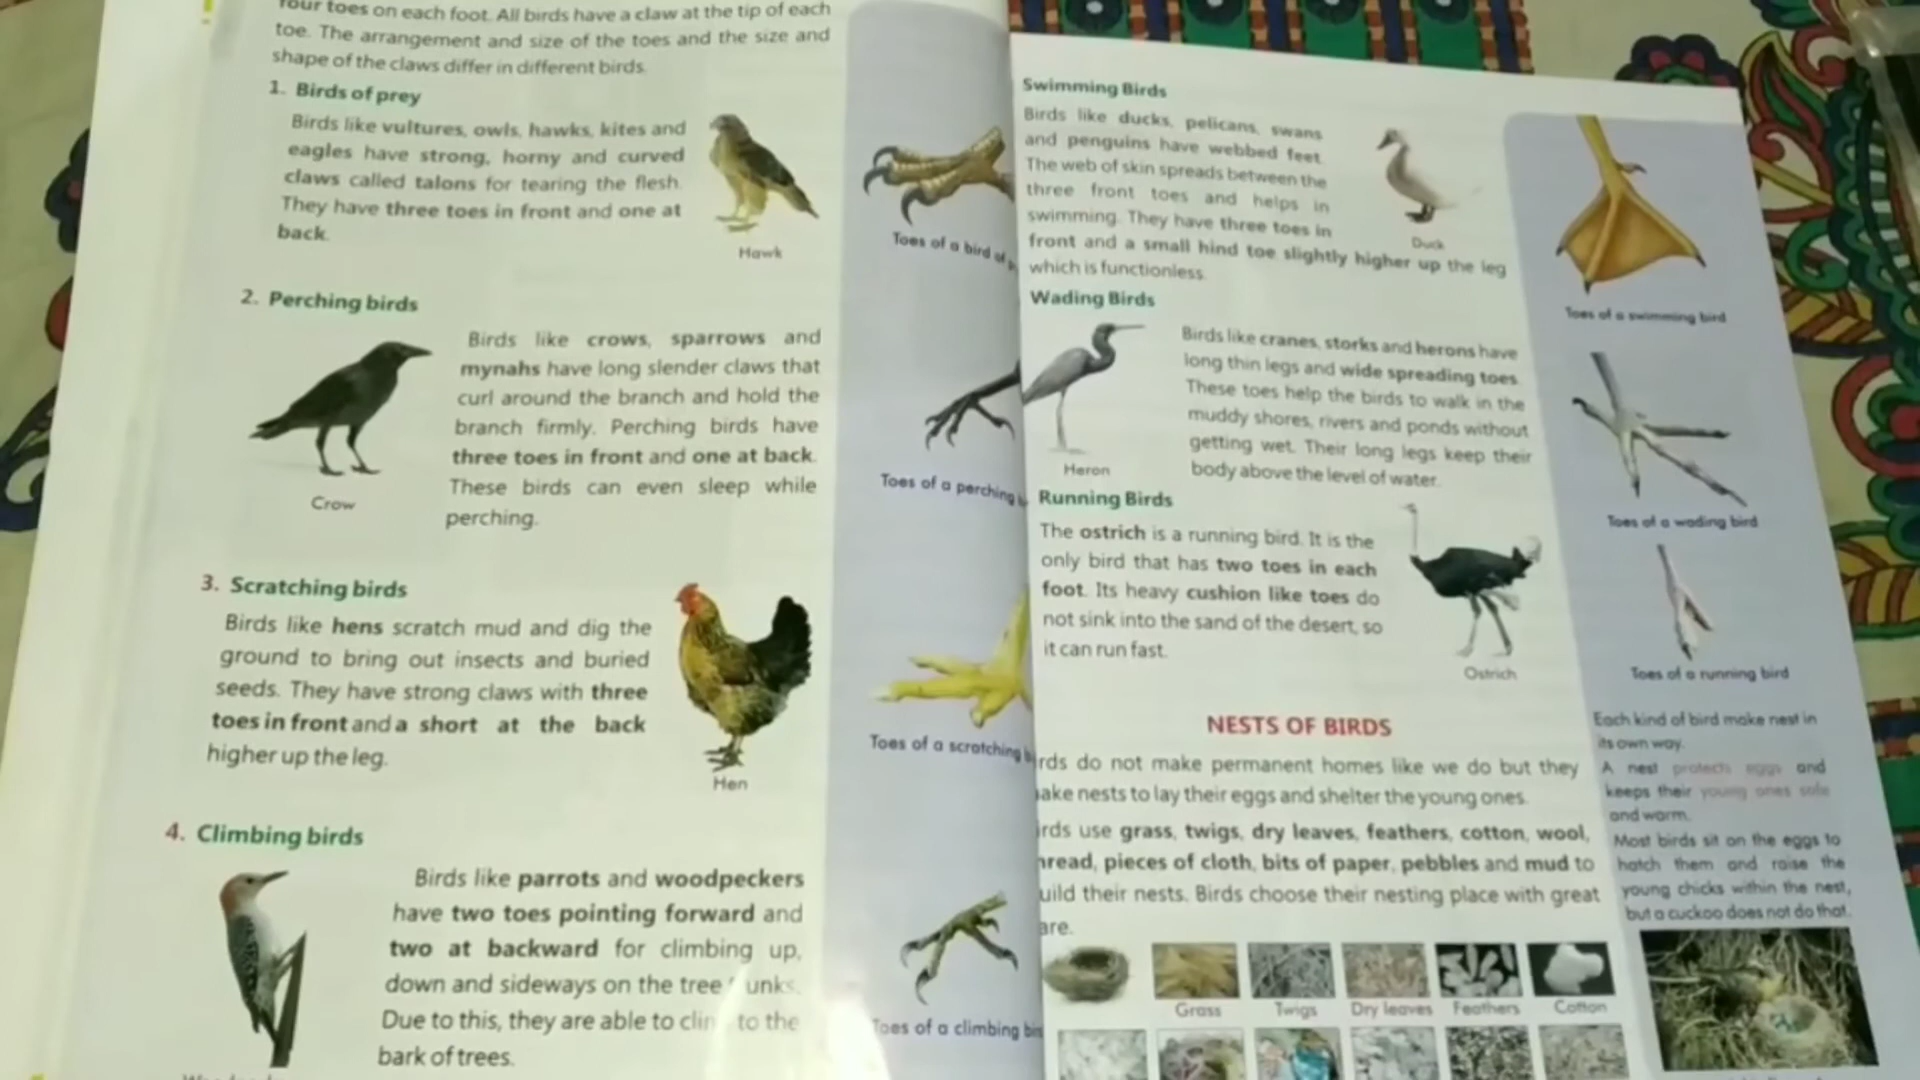 four toes on each foot. All birds have a claw at the tip of each
toe. The arrangement and size of the toes and the size and
shape of the claws differ in different birds.
1. Birds of prey
Birds like vultures, owls, hawks, kites and
eagles have strong, horny and curved
claws called talons for tearing the flesh.
They have three toes in front and one at
back.
Hawk
Toes of a bird of
2. Perching birds
Birds like crows, sparrows and
mynahs have long slender claws that
curl around the branch and hold the
branch firmly. Perching birds have
three toes in front and one at back.
These birds can even sleep while
perching.
Crow
Toes of a perching
3. Scratching birds
Birds like hens scratch mud and dig the
ground to bring out insects and buried
seeds. They have strong claws with three
toes in front and a short at the back
higher up the leg.
Hen
Toes of a scratching
4. Climbing birds
Birds like parrots and woodpeckers
have two toes pointing forward and
two at backward for climbing up,
down and sideways on the tree
Due to this, they are able to to the
bark of trees.
Toes of a climbing
Swimming Birds
Birds like ducks, pelicans, swans
and penguins have webbed feet.
The web of skin spreads between the
three front toes and helps in
swimming. They have three toes in
front and a small hind toe slightly higher up the leg
which is functionless.
Duck
Toes of a swimming bird
Wading Birds
Birds like cranes, storks and herons have
long thin legs and wide spreading toes.
These toes help the birds to walk in the
muddy shores, rivers and ponds without
getting wet. Their long legs keep their
body above the level of water.
Heron
Toes of a wading bird
Running Birds
The ostrich is a running bird. It is the
only bird that has two toes in each
foot. Its heavy cushion like toes do
not sink into the sand of the desert, so
it can run fast.
Ostrich
Toes of a running bird
NESTS OF BIRDS
rds do not make permanent homes like we do but they
ake nests to lay their eggs and shelter the young ones.
irds use grass, twigs, dry leaves, feathers, cotton, wool,
hread, pieces of cloth, bits of paper, pebbles and mud to
uild their nests. Birds choose their nesting place with great
are.
Grass Twigs Dry leaves Feathers Cotton
Each kind of bird make nest in
its own way.
A nest protects eggs and
keeps their young ones safe
and warm.
Most birds sit on the eggs to
hatch them and raise the
young chicks within the nest,
but a cuckoo does not do that.